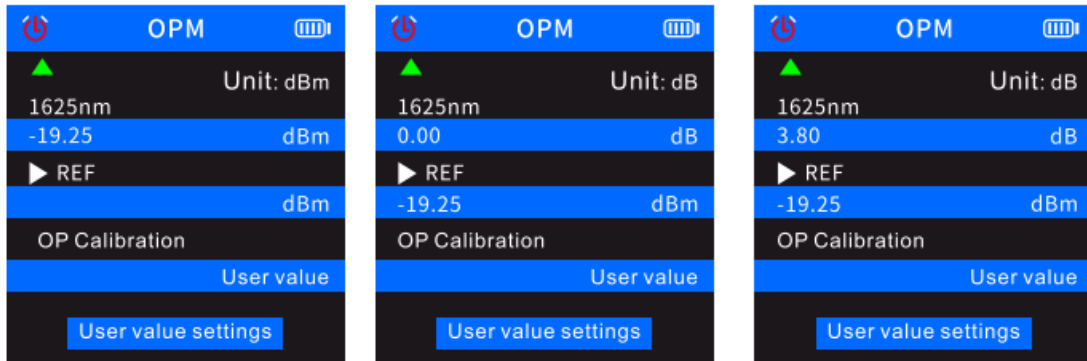 OPM
Unit: dBm
1625nm
-19.25 dBm
REF
dBm
OP Calibration
User value
User value settings
OPM
Unit: dB
1625nm
0.00 dB
REF
-19.25 dBm
OP Calibration
User value
User value settings
OPM
Unit: dB
1625nm
3.80 dB
REF
-19.25 dBm
OP Calibration
User value
User value settings